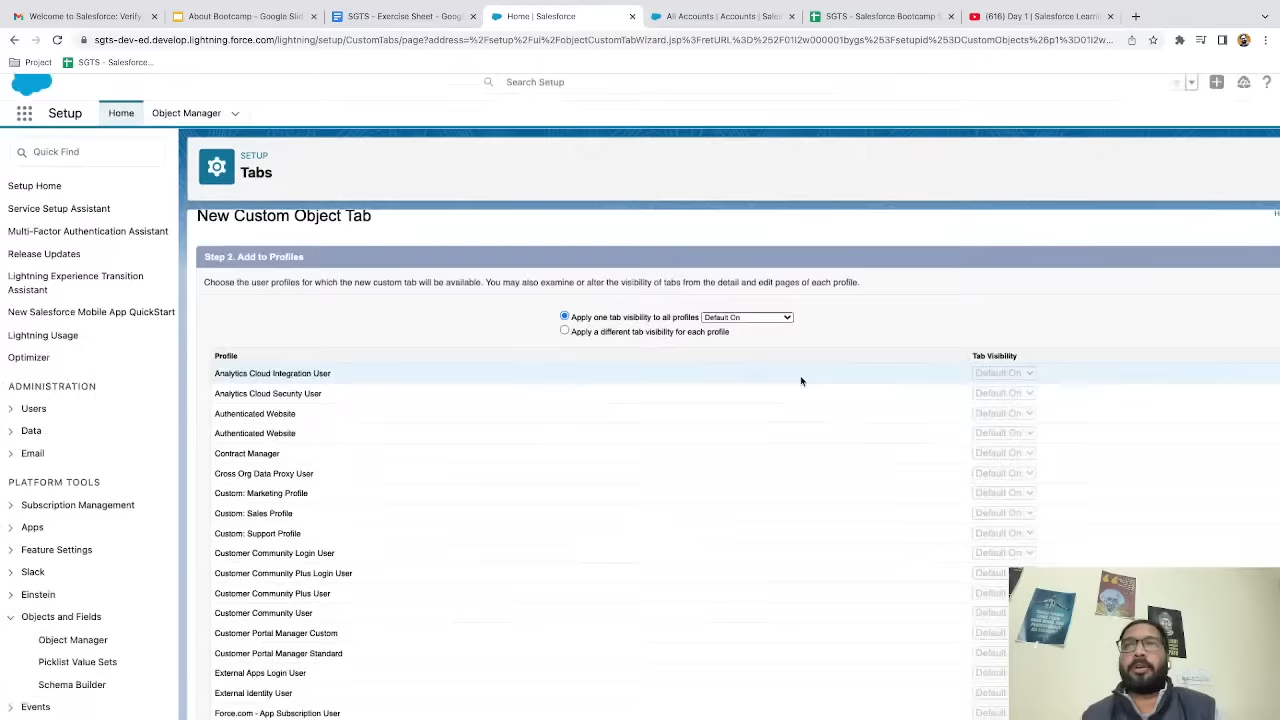 Welcome to Salesforce: Verify
About Bootcamp - Google Slid
SGTS - Exercise Sheet - Goog
Home | Salesforce
All Accounts | Accounts | Sales
SGTS - Salesforce Bootcamp S
(616) Day 1 | Salesforce Learn
sgts-dev-ed.develop.lightning.force.com/lightning/setup/CustomTabs/page?address=%2Fsetup%2Fui%2FobjectCustomTabWizard.jsp%3FretURL%3D%252F01I2w000001bygs%253Fsetupid%253DCustomObjects%26p1%3D01I2w...
Project
SGTS - Salesforce...
Search Setup
Setup
Home
Object Manager
Quick Find
SETUP
Tabs
Setup Home
Service Setup Assistant
Multi-Factor Authentication Assistant
Release Updates
Lightning Experience Transition
Assistant
New Salesforce Mobile App QuickStart
Lightning Usage
Optimizer
ADMINISTRATION
Users
Data
Email
PLATFORM TOOLS
Subscription Management
Apps
Feature Settings
Slack
Einstein
Objects and Fields
Object Manager
Picklist Value Sets
Schema Builder
Events
New Custom Object Tab
H
Step 2. Add to Profiles
Choose the user profiles for which the new custom tab will be available. You may also examine or alter the visibility of tabs from the detail and edit pages of each profile.
Apply one tab visibility to all profiles Default On
Apply a different tab visibility for each profile
Profile Tab Visibility
Analytics Cloud Integration User Default On
Analytics Cloud Security User Default On
Authenticated Website Default On
Authenticated Website Default On
Contract Manager Default On
Cross Org Data Proxy User Default On
Custom: Marketing Profile Default On
Custom: Sales Profile Default On
Custom: Support Profile Default On
Customer Community Login User Default On
Customer Community Plus Login User Default
Customer Community Plus User Default
Customer Community User Default
Customer Portal Manager Custom Default
Customer Portal Manager Standard Default
External Apps Login User Default
External Identity User Default
Force.com - App Subscription User Default